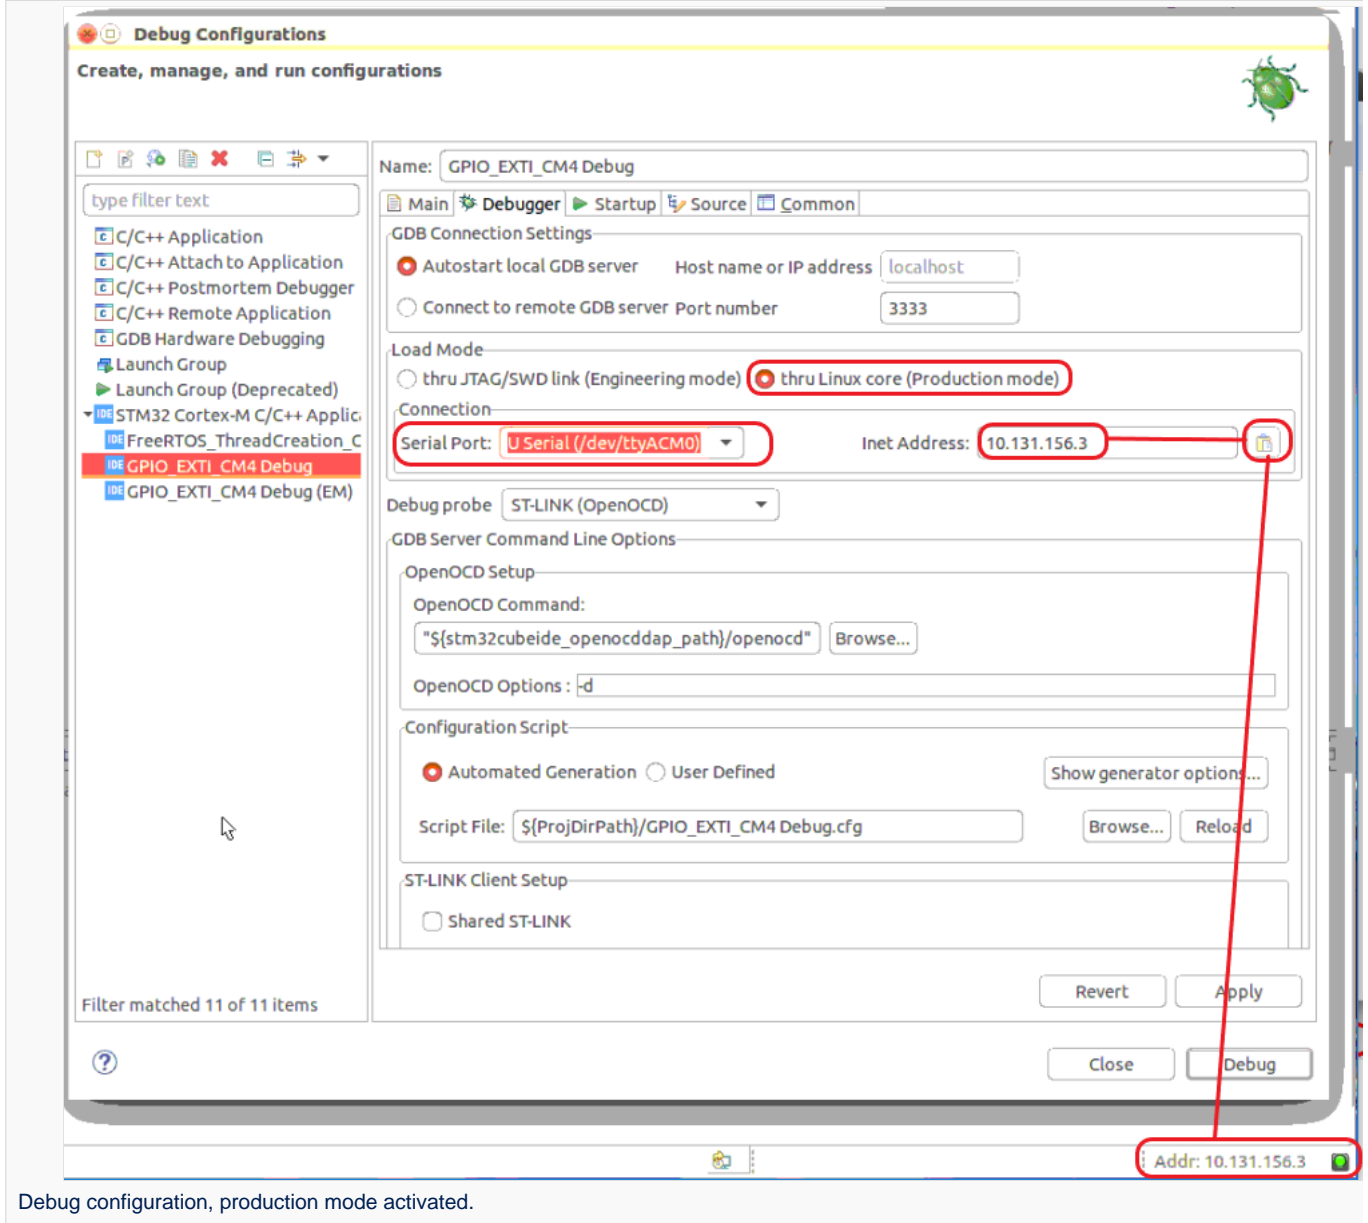 Debug Configurations
Create, manage, and run configurations
Name: GPIO_EXTI_CM4 Debug
type filter text
Main Debugger Startup Source Common
C/C++ Application
C/C++ Attach to Application
C/C++ Postmortem Debugger
C/C++ Remote Application
GDB Hardware Debugging
Launch Group
Launch Group (Deprecated)
IDE STM32 Cortex-M C/C++ Applic
IDE FreeRTOS_ThreadCreation_C
IDE GPIO_EXTI_CM4 Debug
IDE GPIO_EXTI_CM4 Debug (EM)
Filter matched 11 of 11 items
GDB Connection Settings
Autostart local GDB server Host name or IP address localhost
Connect to remote GDB server Port number 3333
Load Mode
thru JTAG/SWD link (Engineering mode) thru Linux core (Production mode)
Connection
Serial Port: U Serial (/dev/ttyACM0) Inet Address: 10.131.156.3
Debug probe ST-LINK (OpenOCD)
GDB Server Command Line Options
OpenOCD Setup
OpenOCD Command:
"${stm32cubeide_openocddap_path}/openocd" Browse...
OpenOCD Options : -d
Configuration Script
Automated Generation User Defined Show generator options...
Script File: ${ProjDirPath}/GPIO_EXTI_CM4 Debug.cfg Browse... Reload
ST-LINK Client Setup
Shared ST-LINK
Revert Apply
Close Debug
Addr: 10.131.156.3
Debug configuration, production mode activated.